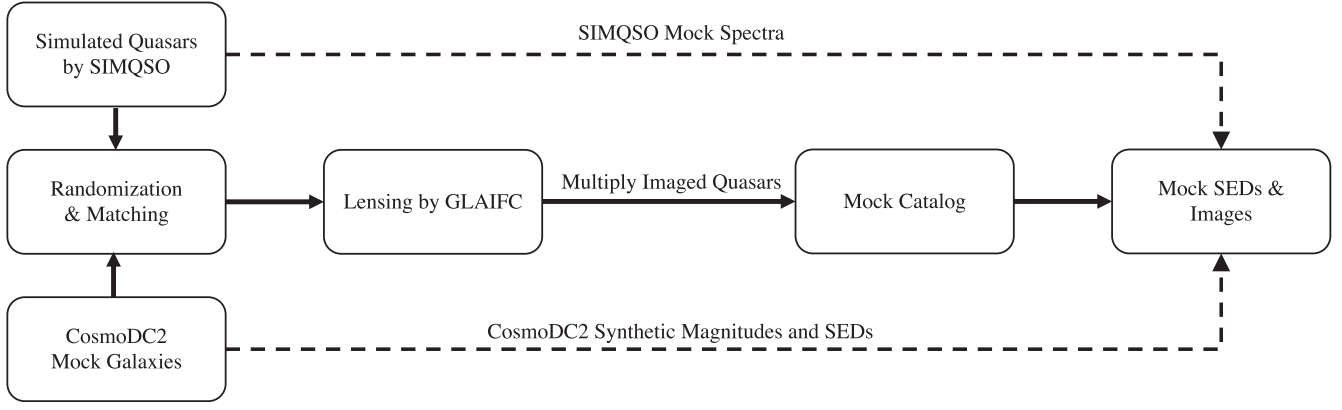 Simulated Quasars
by SIMQSO
SIMQSO Mock Spectra
Randomization
& Matching
Lensing by GLAIFC
Multiply Imaged Quasars
Mock Catalog
Mock SEDs &
Images
CosmoDC2
Mock Galaxies
CosmoDC2 Synthetic Magnitudes and SEDs